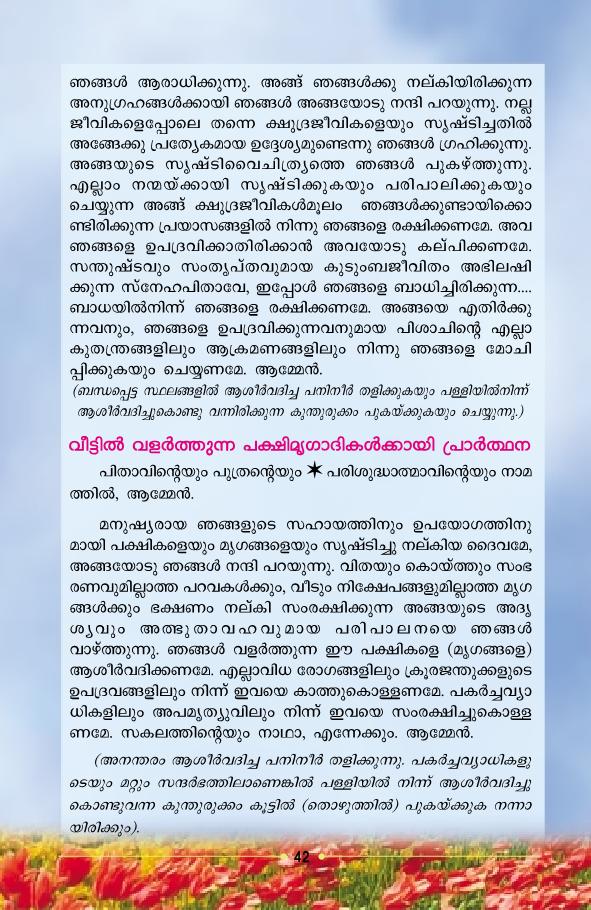 ഞങ്ങൾ ആരാധിക്കുന്നു. അങ്ങ് ഞങ്ങൾക്കു നല്കിയിരിക്കുന്ന
അനുഗ്രഹങ്ങൾക്കായി ഞങ്ങൾ അങ്ങയോടു നന്ദി പറയുന്നു. നല്ല
ജീവികളെപ്പോലെ തന്നെ ക്ഷുദ്രജീവികളെയും സൃഷ്ടിച്ചതിൽ
അങ്ങേക്കു പ്രത്യേകമായ ഉദ്ദേശ്യമുണ്ടെന്നു ഞങ്ങൾ ഗ്രഹിക്കുന്നു.
അങ്ങയുടെ സൃഷ്ടിവൈചിത്ര്യത്തെ ഞങ്ങൾ പുകഴ്ത്തുന്നു.
എല്ലാം നന്മയ്ക്കായി സൃഷ്ടിക്കുകയും പരിപാലിക്കുകയും
ചെയ്യുന്ന അങ്ങ് ക്ഷുദ്രജീവികൾമൂലം ഞങ്ങൾക്കുണ്ടായിക്കൊ
ണ്ടിരിക്കുന്ന പ്രയാസങ്ങളിൽ നിന്നു ഞങ്ങളെ രക്ഷിക്കണമേ. അവ
ഞങ്ങളെ ഉപദ്രവിക്കാതിരിക്കാൻ അവയോടു കല്പിക്കണമേ.
സന്തുഷ്ടവും സംതൃപ്തവുമായ കുടുംബജീവിതം അഭിലഷി
ക്കുന്ന സ്നേഹപിതാവേ, ഇപ്പോൾ ഞങ്ങളെ ബാധിച്ചിരിക്കുന്ന....
ബാധയിൽനിന്ന് ഞങ്ങളെ രക്ഷിക്കണമേ. അങ്ങയെ എതിർക്കു
ന്നവനും, ഞങ്ങളെ ഉപദ്രവിക്കുന്നവനുമായ പിശാചിന്റെ എല്ലാ
കുതന്ത്രങ്ങളിലും ആക്രമണങ്ങളിലും നിന്നു ഞങ്ങളെ മോചി
പ്പിക്കുകയും ചെയ്യണമേ. ആമ്മേൻ.
(ബന്ധപ്പെട്ട സ്ഥലങ്ങളിൽ ആശീർവദിച്ച പനിനീർ തളിക്കുകയും പള്ളിയിൽനിന്ന്
ആശീർവദിച്ചുകൊണ്ടു വന്നിരിക്കുന്ന കുന്തുരുക്കം പുകയ്ക്കുകയും ചെയ്യുന്നു.)
വീട്ടിൽ വളർത്തുന്ന പക്ഷിമൃഗാദികൾക്കായി പ്രാർത്ഥന
പിതാവിന്റെയും പുത്രന്റെയും ✶ പരിശുദ്ധാത്മാവിന്റെയും നാമ
ത്തിൽ, ആമ്മേൻ.
മനുഷ്യരായ ഞങ്ങളുടെ സഹായത്തിനും ഉപയോഗത്തിനു
മായി പക്ഷികളെയും മൃഗങ്ങളെയും സൃഷ്ടിച്ചു നല്കിയ ദൈവമേ,
അങ്ങയോടു ഞങ്ങൾ നന്ദി പറയുന്നു. വിതയും കൊയ്ത്തും സംഭ
രണവുമില്ലാത്ത പറവകൾക്കും, വീടും നിക്ഷേപങ്ങളുമില്ലാത്ത മൃഗ
ങ്ങൾക്കും ഭക്ഷണം നല്കി സംരക്ഷിക്കുന്ന അങ്ങയുടെ അദൃ
ശ്യവും അത്ഭുതാവഹവുമായ പരിപാലനയെ ഞങ്ങൾ
വാഴ്ത്തുന്നു. ഞങ്ങൾ വളർത്തുന്ന ഈ പക്ഷികളെ (മൃഗങ്ങളെ)
ആശീർവദിക്കണമേ. എല്ലാവിധ രോഗങ്ങളിലും ക്രൂരജന്തുക്കളുടെ
ഉപദ്രവങ്ങളിലും നിന്ന് ഇവയെ കാത്തുകൊള്ളണമേ. പകർച്ചവ്യാ
ധികളിലും അപമൃത്യുവിലും നിന്ന് ഇവയെ സംരക്ഷിച്ചുകൊള്ള
ണമേ. സകലത്തിന്റെയും നാഥാ, എന്നേക്കും. ആമ്മേൻ.
(അനന്തരം ആശീർവദിച്ച പനിനീർ തളിക്കുന്നു. പകർച്ചവ്യാധികളു
ടെയും മറ്റും സന്ദർഭത്തിലാണെങ്കിൽ പള്ളിയിൽ നിന്ന് ആശീർവദിച്ചു
കൊണ്ടുവന്ന കുന്തുരുക്കം കൂട്ടിൽ (തൊഴുത്തിൽ) പുകയ്ക്കുക നന്നാ
യിരിക്കും).
42